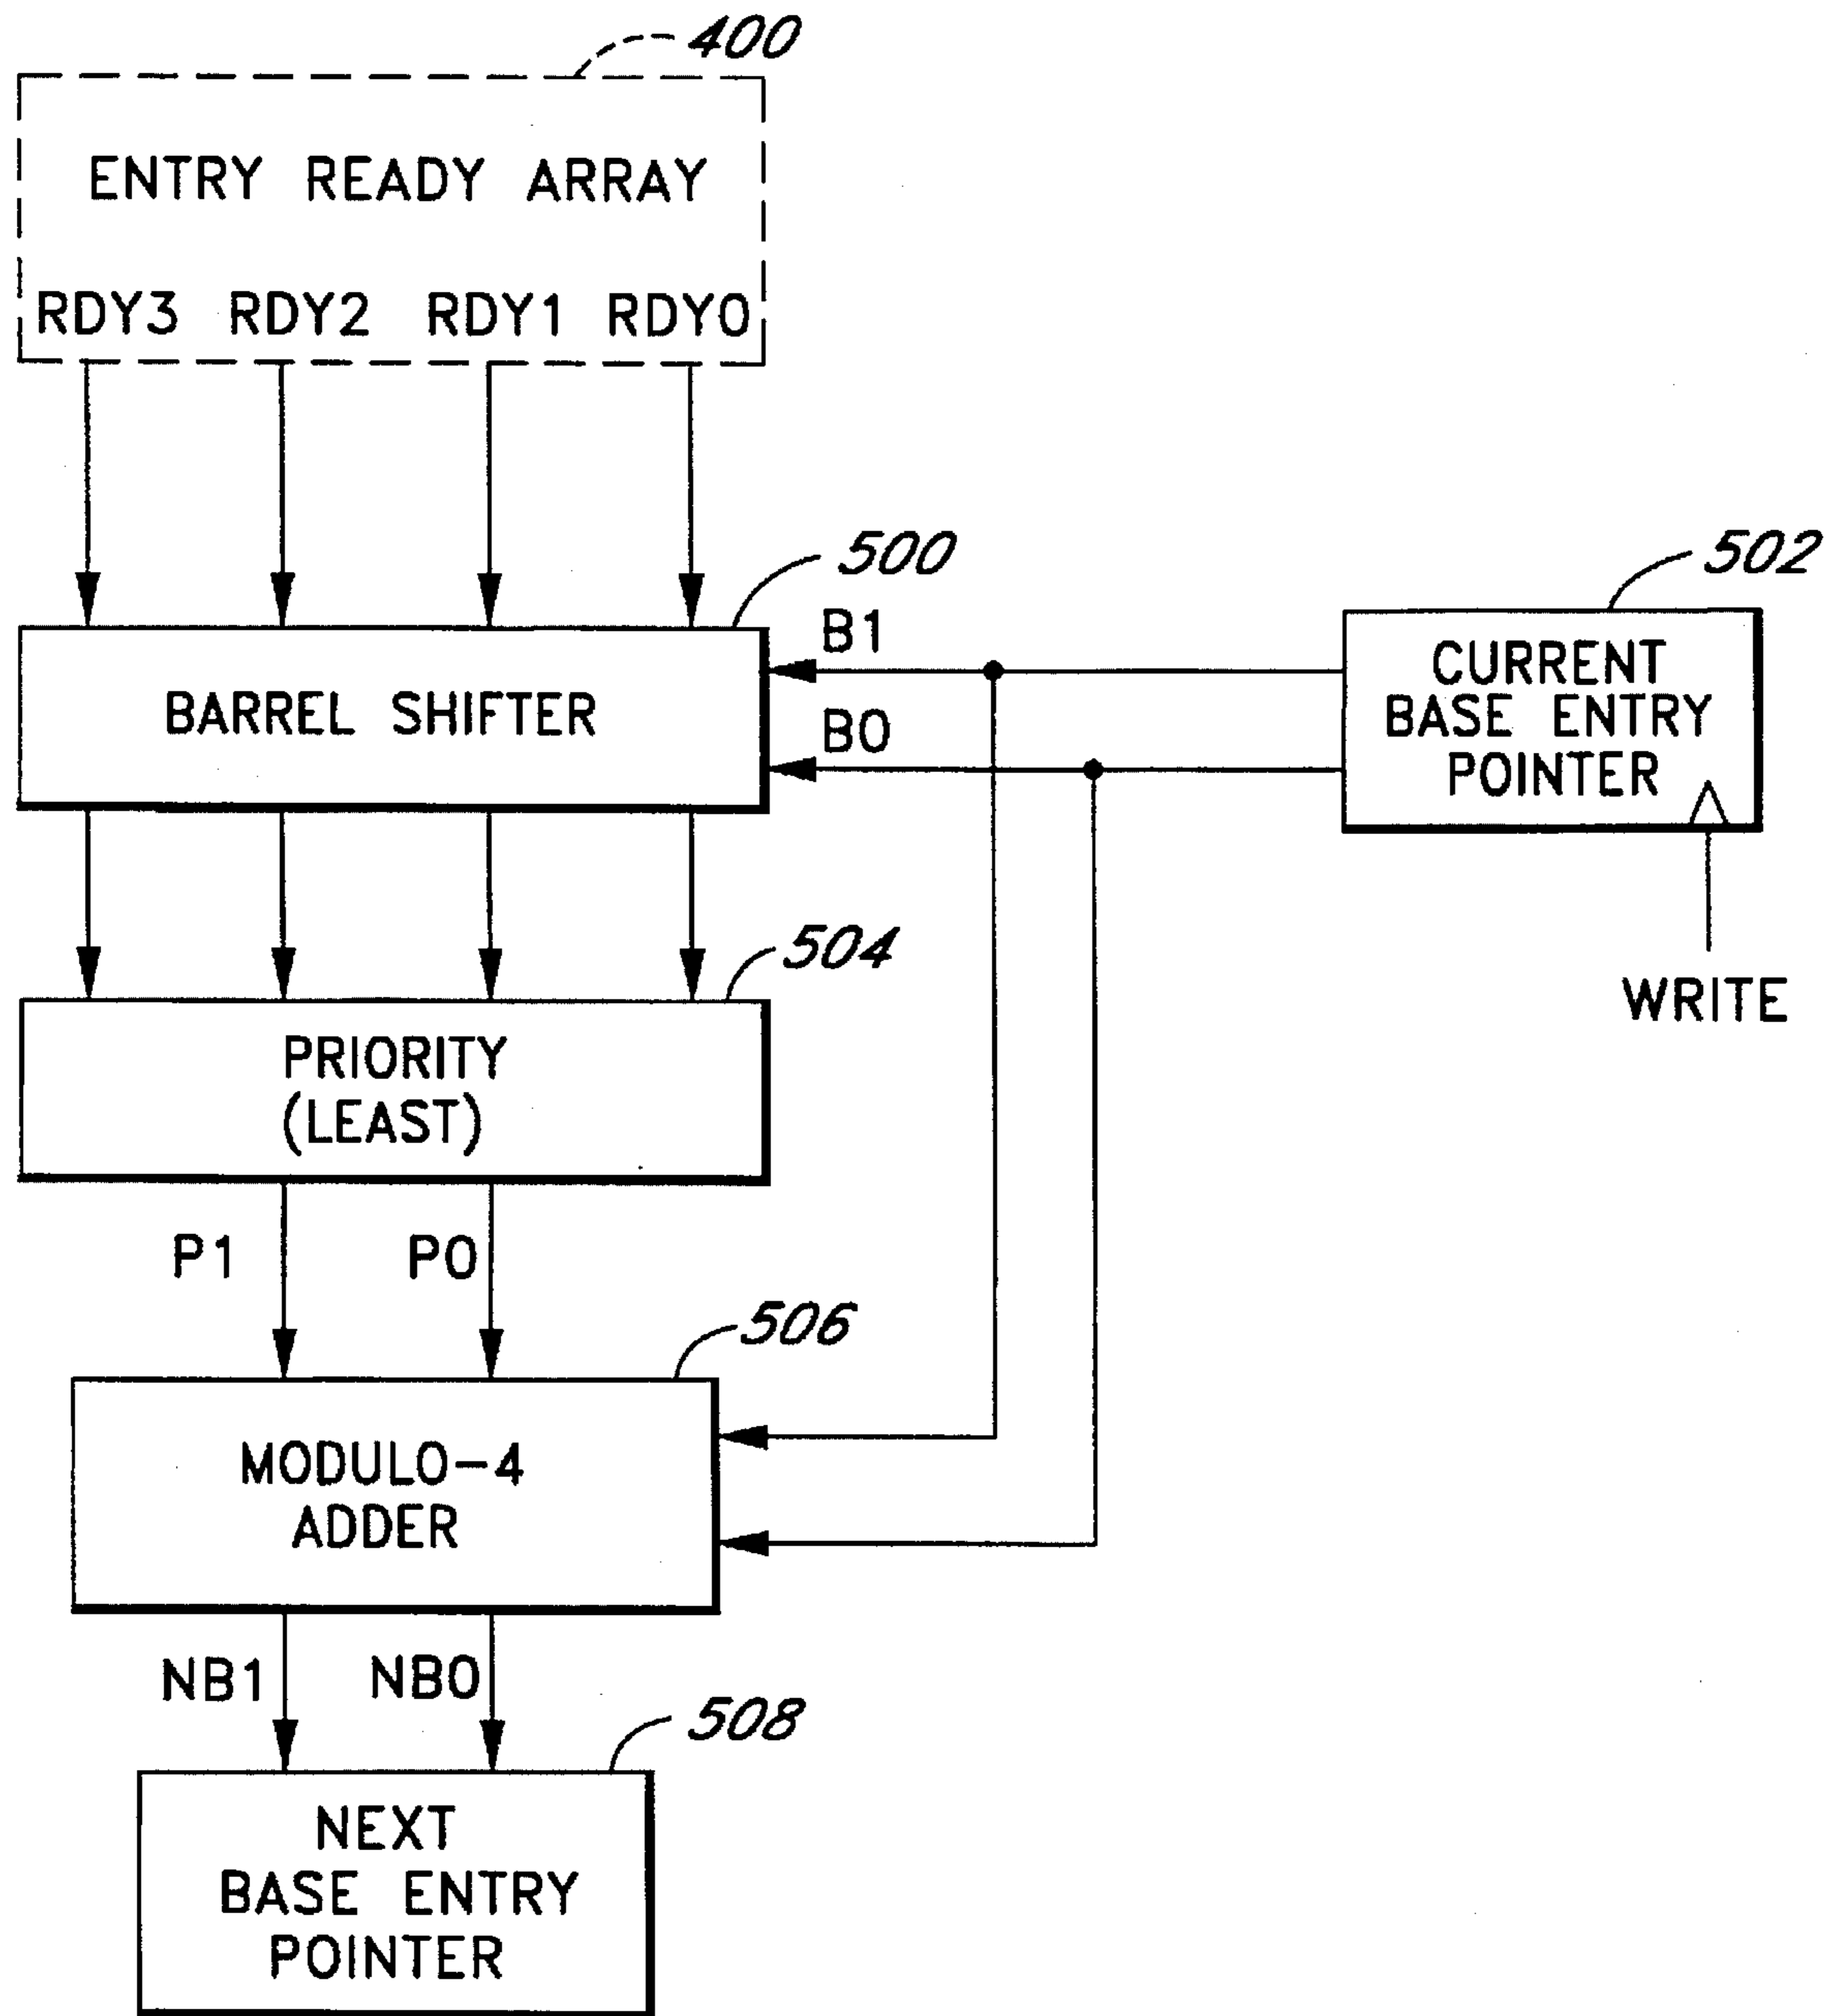 400
ENTRY READY ARRAY
RDY3 RDY2 RDY1 RDY0
500
502
B1
B0
BARREL SHIFTER
CURRENT
BASE ENTRY
POINTER
WRITE
504
PRIORITY
(LEAST)
P1 P0
506
MODULO-4
ADDER
NB1 NB0
508
NEXT
BASE ENTRY
POINTER